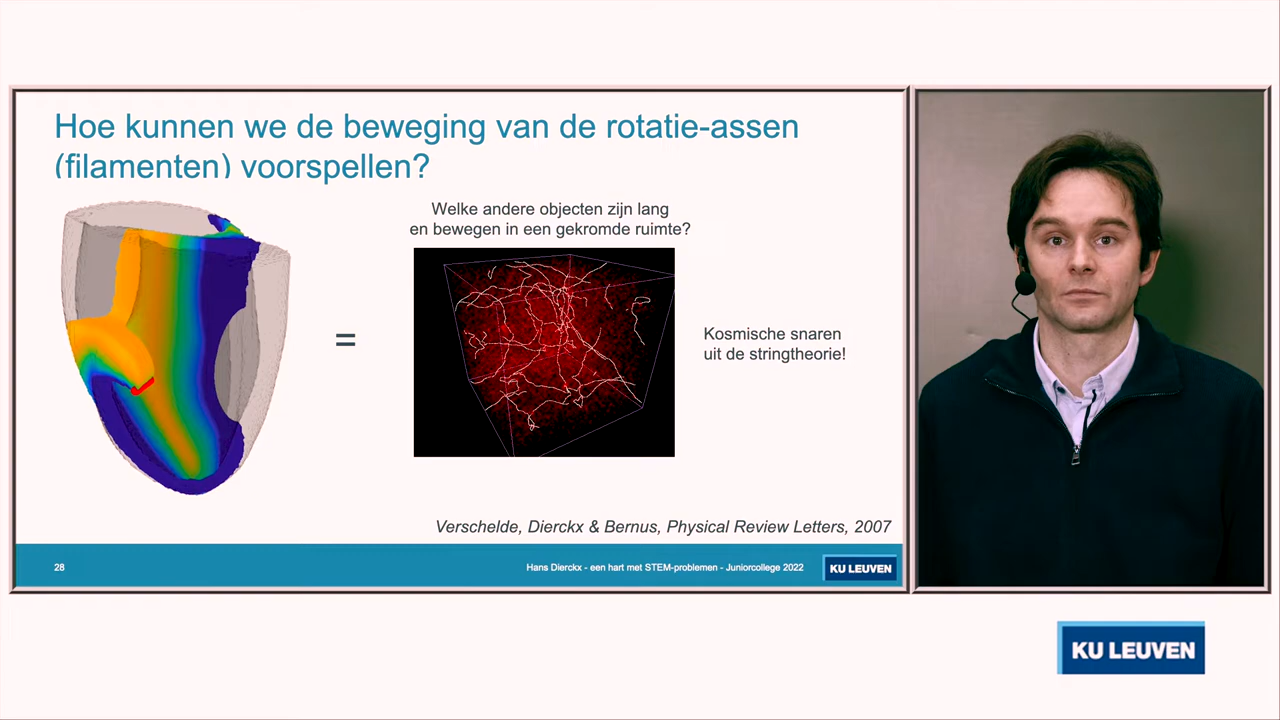 Hoe kunnen we de beweging van de rotatie-assen
(filamenten) voorspellen?
Welke andere objecten zijn lang
en bewegen in een gekromde ruimte?
=
Kosmische snaren
uit de stringtheorie!
Verschelde, Dierckx & Bernus, Physical Review Letters, 2007
28
Hans Dierckx - een hart met STEM-problemen - Juniorcollege 2022
KU LEUVEN
KU LEUVEN